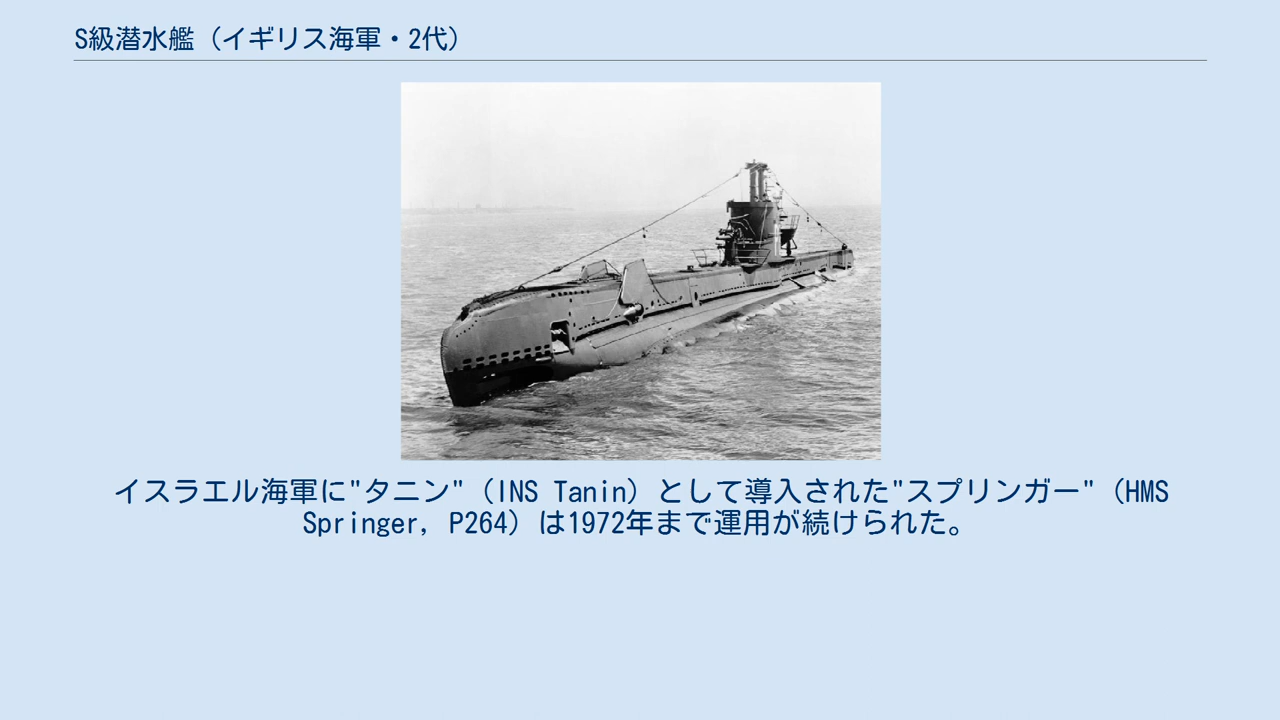 S級潜水艦（イギリス海軍・2代）
イスラエル海軍に"タニン"（INS Tanin）として導入された"スプリンガー"（HMS
Springer, P264）は1972年まで運用が続けられた。